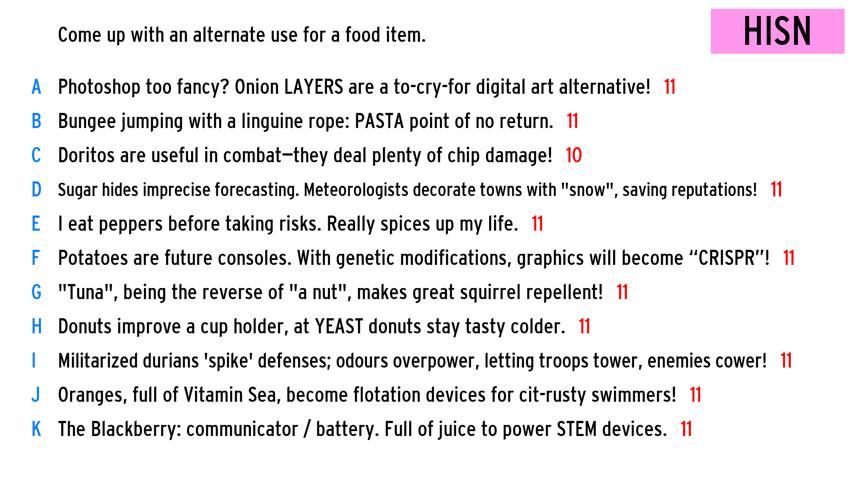 Come up with an alternate use for a food item.
HISN
A Photoshop too fancy? Onion LAYERS are a to-cry-for digital art alternative! 11
B Bungee jumping with a linguine rope: PASTA point of no return. 11
C Doritos are useful in combat—they deal plenty of chip damage! 10
D Sugar hides imprecise forecasting. Meteorologists decorate towns with "snow", saving reputations! 11
E I eat peppers before taking risks. Really spices up my life. 11
F Potatoes are future consoles. With genetic modifications, graphics will become “CRISPR”! 11
G "Tuna", being the reverse of "a nut", makes great squirrel repellent! 11
H Donuts improve a cup holder, at YEAST donuts stay tasty colder. 11
I Militarized durians 'spike' defenses; odours overpower, letting troops tower, enemies cower! 11
J Oranges, full of Vitamin Sea, become flotation devices for cit-rusty swimmers! 11
K The Blackberry: communicator / battery. Full of juice to power STEM devices. 11